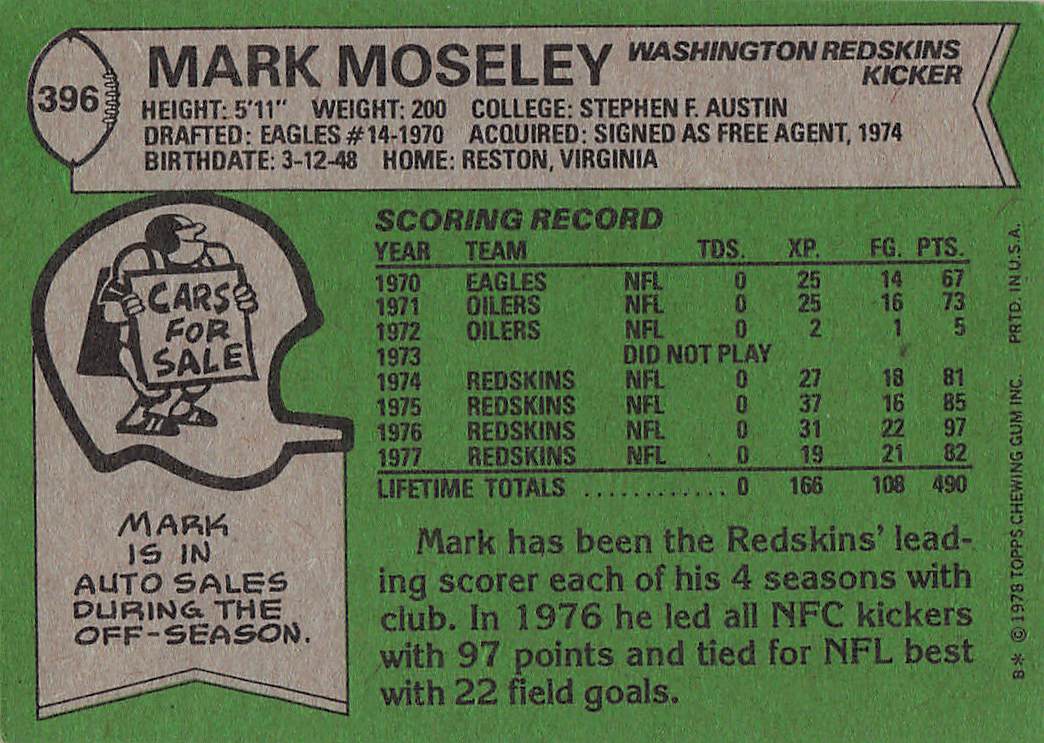 396
MARK MOSELEY WASHINGTON REDSKINS
KICKER
HEIGHT: 5'11" WEIGHT: 200 COLLEGE: STEPHEN F. AUSTIN
DRAFTED: EAGLES #14-1970 ACQUIRED: SIGNED AS FREE AGENT, 1974
BIRTHDATE: 3-12-48 HOME: RESTON, VIRGINIA
CARS
FOR
SALE
MARK
IS IN
AUTO SALES
DURING THE
OFF-SEASON.
SCORING RECORD
YEAR TEAM TDS. XP. FG. PTS.
1970 EAGLES NFL 0 25 14 67
1971 OILERS NFL 0 25 16 73
1972 OILERS NFL 0 2 1 5
1973 DID NOT PLAY
1974 REDSKINS NFL 0 27 18 81
1975 REDSKINS NFL 0 37 16 85
1976 REDSKINS NFL 0 31 22 97
1977 REDSKINS NFL 0 19 21 82
LIFETIME TOTALS ............ 0 166 108 490
Mark has been the Redskins' lead-
ing scorer each of his 4 seasons with
club. In 1976 he led all NFC kickers
with 97 points and tied for NFL best
with 22 field goals.
B* © 1978 TOPPS CHEWING GUM INC. PRTD. IN U.S.A.